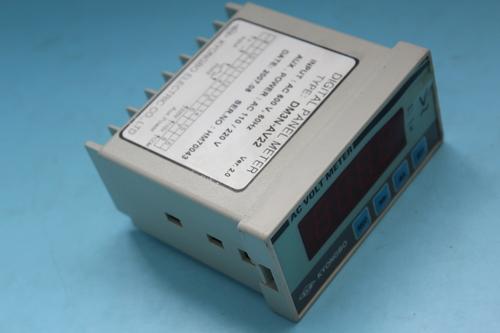 DIGITAL PANEL METER
TYPE: DM3N-AV22
Ver. 2.0
INPUT : AC 600 V, 60Hz
AUX. POWER : AC 110 / 220 V
DATE: 2007. 08
SER.NO : HM70043
KYONGBO ELECTRIC CO., LTD
AC VOLT METER
V
KYONGBO